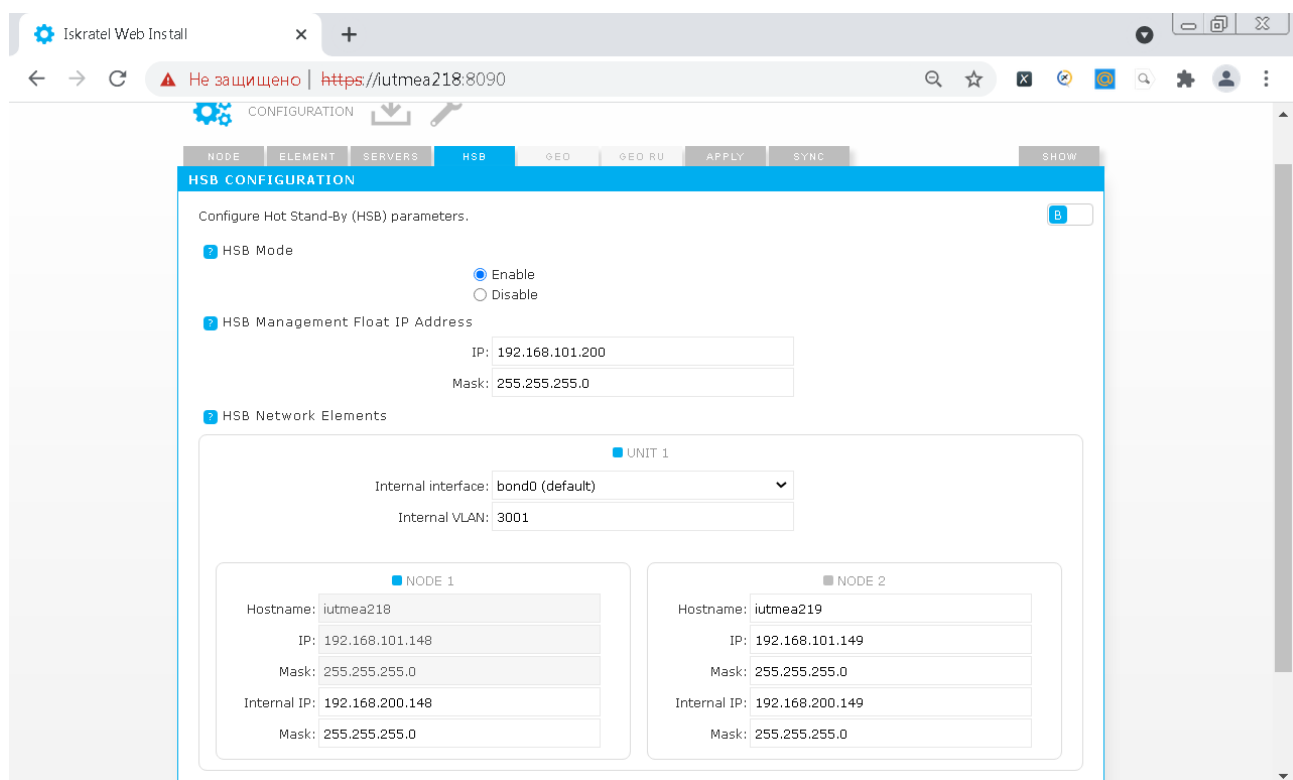 Iskratel Web Install
Не защищено | https://iutmea218:8090
CONFIGURATION
NODE ELEMENT SERVERS HSB GEO GEO RU APPLY SYNC SHOW
HSB CONFIGURATION
Configure Hot Stand-By (HSB) parameters.
B
? HSB Mode
Enable
Disable
? HSB Management Float IP Address
IP: 192.168.101.200
Mask: 255.255.255.0
? HSB Network Elements
UNIT 1
Internal interface: bond0 (default)
Internal VLAN: 3001
NODE 1
Hostname: iutmea218
IP: 192.168.101.148
Mask: 255.255.255.0
Internal IP: 192.168.200.148
Mask: 255.255.255.0
NODE 2
Hostname: iutmea219
IP: 192.168.101.149
Mask: 255.255.255.0
Internal IP: 192.168.200.149
Mask: 255.255.255.0